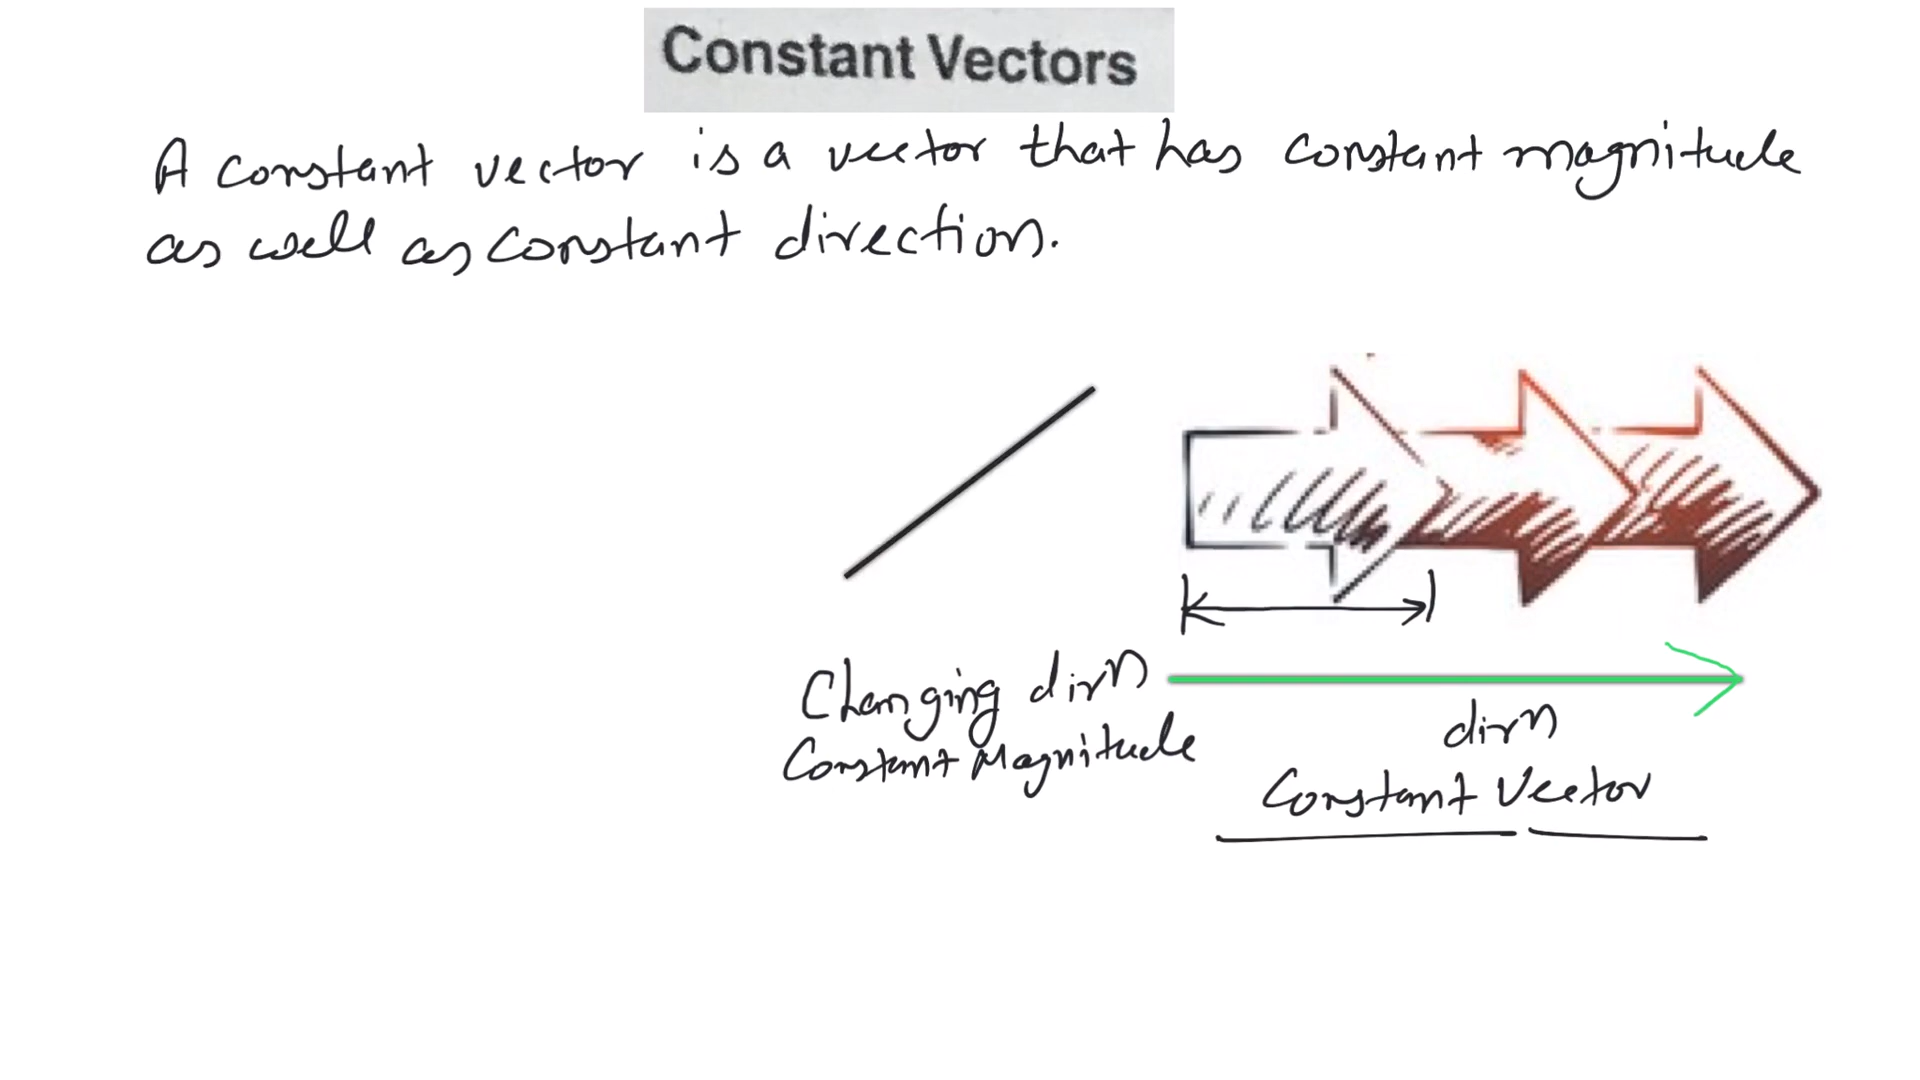 Constant Vectors
A constant vector is a vector that has constant magnitude
as well as constant direction.
Changing dirn
Constant Magnitude
dirn
Constant Vector